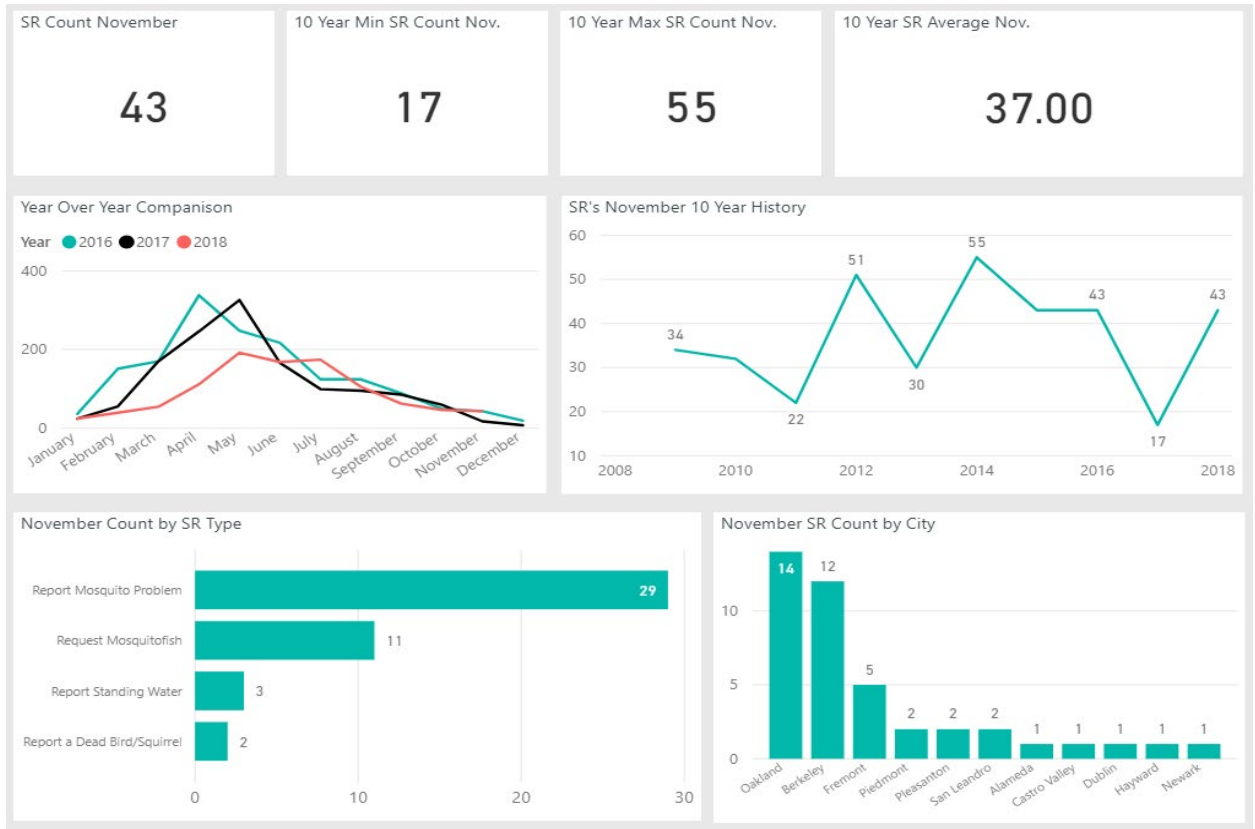 SR Count November
43
10 Year Min SR Count Nov.
17
10 Year Max SR Count Nov.
55
10 Year SR Average Nov.
37.00
Year Over Year Companison
Year 2016 2017 2018
400
200
0
January February March April May June July August September October November December
SR's November 10 Year History
60
50
40
30
20
10
34
22
51
30
55
43
17
43
2008 2010 2012 2014 2016 2018
November Count by SR Type
Report Mosquito Problem 29
Request Mosquitofish 11
Report Standing Water 3
Report a Dead Bird/Squirrel 2
0 10 20 30
November SR Count by City
10
5
0
14 12 5 2 2 2 1 1 1 1 1
Oakland Berkeley Fremont Piedmont Pleasanton San Leandro Alameda Castro Valley Dublin Hayward Newark